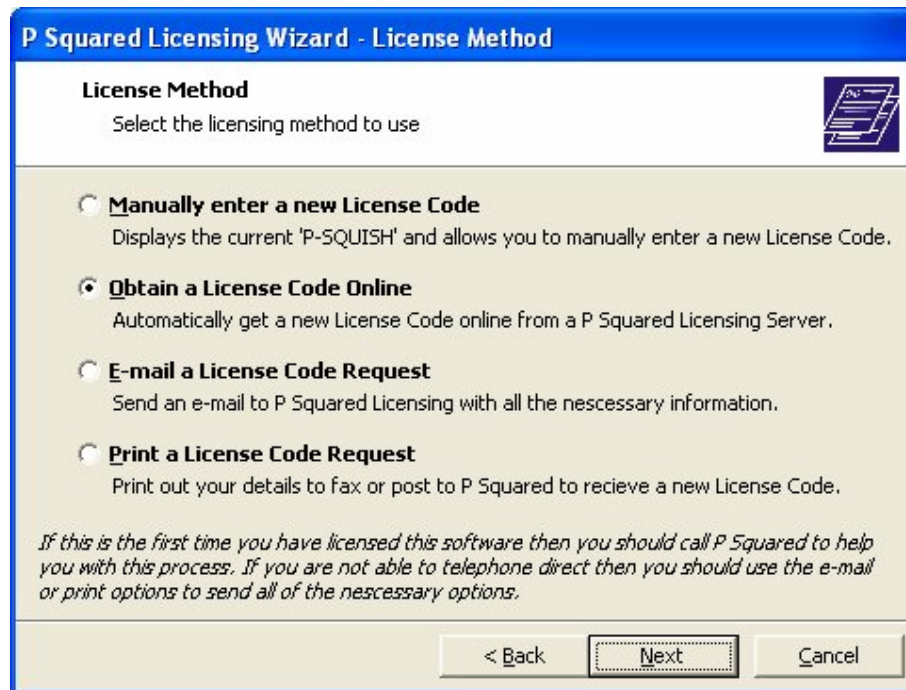 P Squared Licensing Wizard - License Method
License Method
Select the licensing method to use
Manually enter a new License Code
Displays the current 'P-SQUISH' and allows you to manually enter a new License Code.
Obtain a License Code Online
Automatically get a new License Code online from a P Squared Licensing Server.
E-mail a License Code Request
Send an e-mail to P Squared Licensing with all the nescessary information.
Print a License Code Request
Print out your details to fax or post to P Squared to recieve a new License Code.
If this is the first time you have licensed this software then you should call P Squared to help
you with this process. If you are not able to telephone direct then you should use the e-mail
or print options to send all of the nescessary options.
< Back Next Cancel